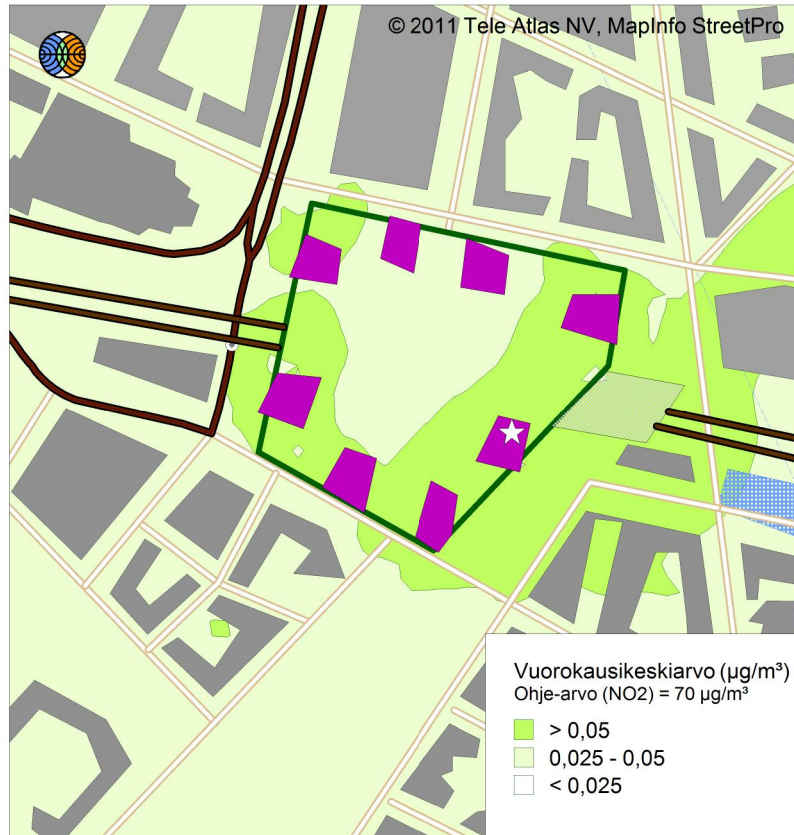 © 2011 Tele Atlas NV, MapInfo StreetPro
Vuorokausikeskiarvo (µg/m³)
Ohje-arvo (NO2) = 70 µg/m³
> 0,05
0,025 - 0,05
< 0,025